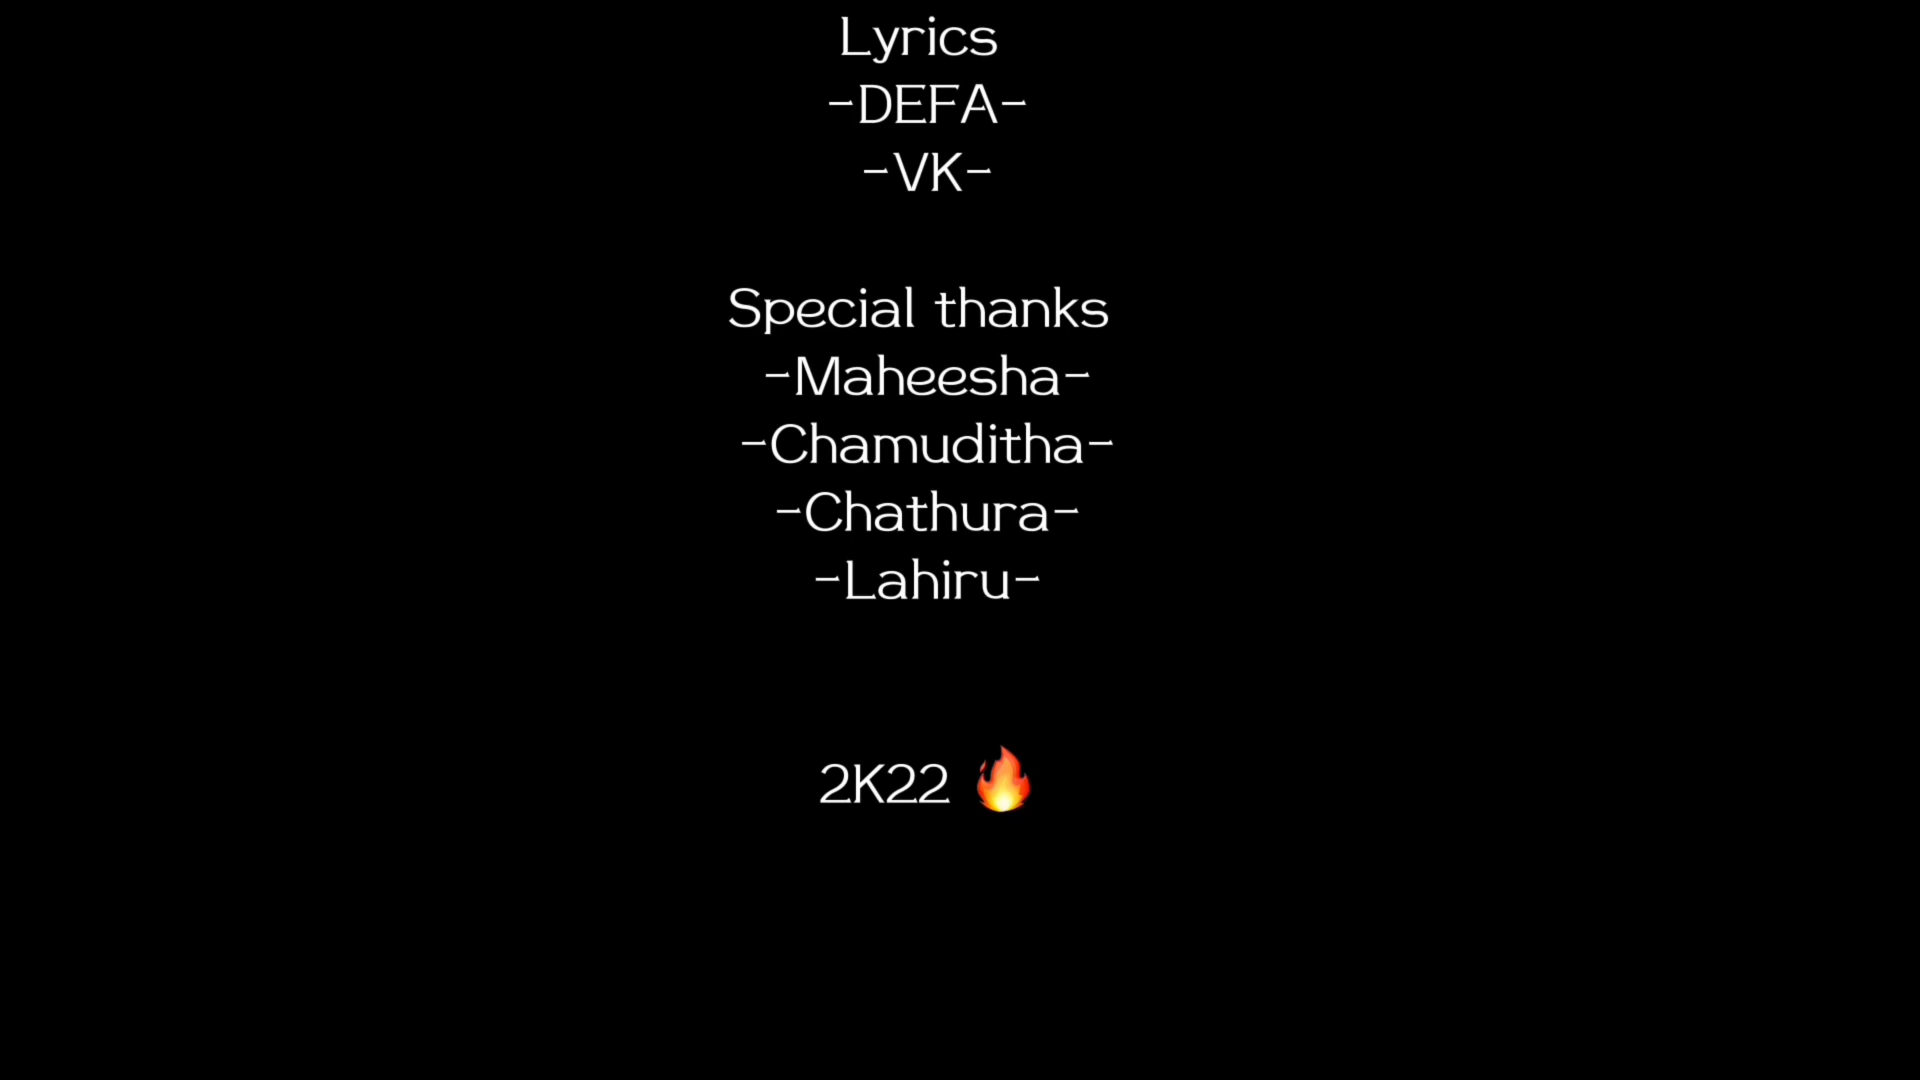 Lyrics
-DEFA-
-VK-
Special thanks
-Maheesha-
-Chamuditha-
-Chathura-
-Lahiru-
2K22 🔥